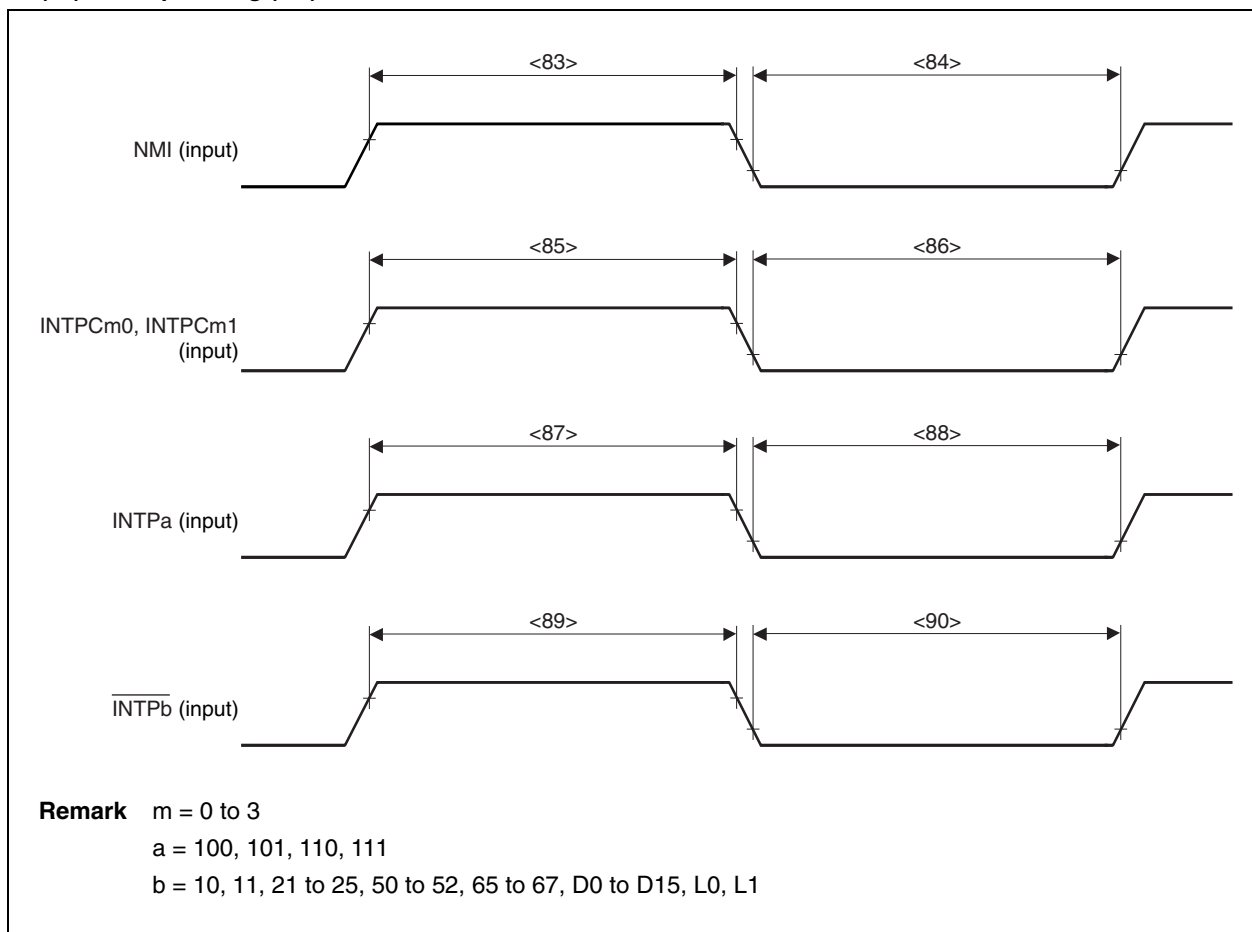 <83> <84>
NMI (input)
<85> <86>
INTPCm0, INTPCm1
(input)
<87> <88>
INTPa (input)
<89> <90>
INTPb (input)
Remark m = 0 to 3
a = 100, 101, 110, 111
b = 10, 11, 21 to 25, 50 to 52, 65 to 67, D0 to D15, L0, L1